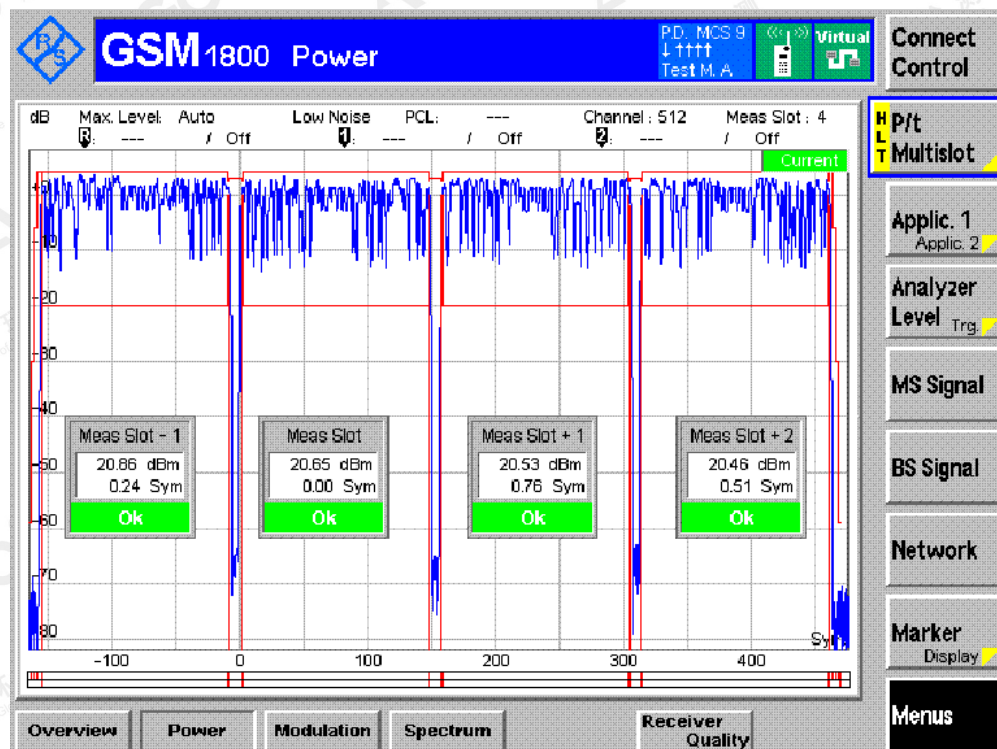 R/S
GSM 1800 Power
P.D. MCS 9
↓ ↑↑↑↑
Test M. A
Virtual
Connect
Control
dB Max. Level: Auto Low Noise PCL: --- Channel : 512 Meas Slot : 4
R: --- / Off 1: --- / Off 2: --- / Off
Current
HLT
P/t
Multislot
Applic. 1
Applic. 2
Analyzer
Level Trg.
MS Signal
BS Signal
Network
Marker
Display
Menus
-10
-20
-30
-40
-50
-60
-70
-80
Meas Slot - 1
20.86 dBm
0.24 Sym
Ok
Meas Slot
20.65 dBm
0.00 Sym
Ok
Meas Slot + 1
20.53 dBm
0.76 Sym
Ok
Meas Slot + 2
20.46 dBm
0.51 Sym
Ok
Sym
-100 0 100 200 300 400
Overview Power Modulation Spectrum Receiver
Quality